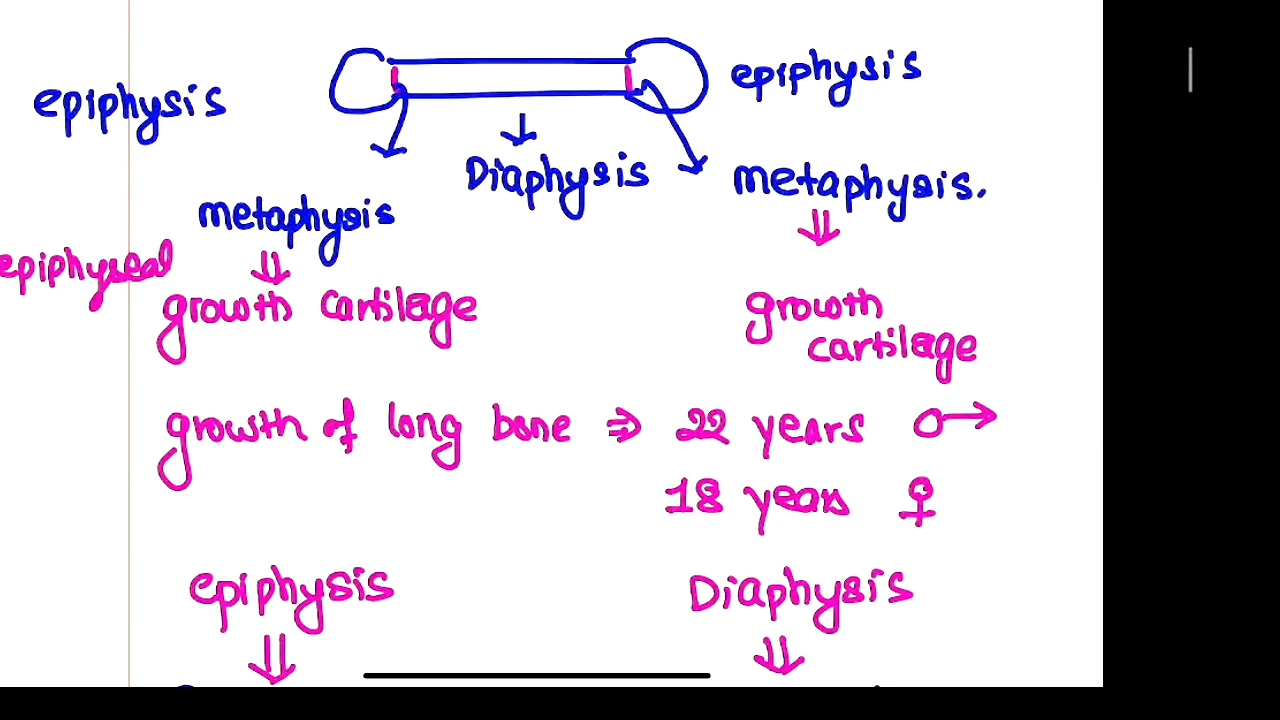 epiphysis
epiphysis
Diaphysis
metaphysis.
metaphysis
⇓
⇓
epiphyseal
growth cartilage
growth
cartilage
growth of long bone ⇒ 22 years ♂
18 years ♀
epiphysis
Diaphysis
⇓
⇓